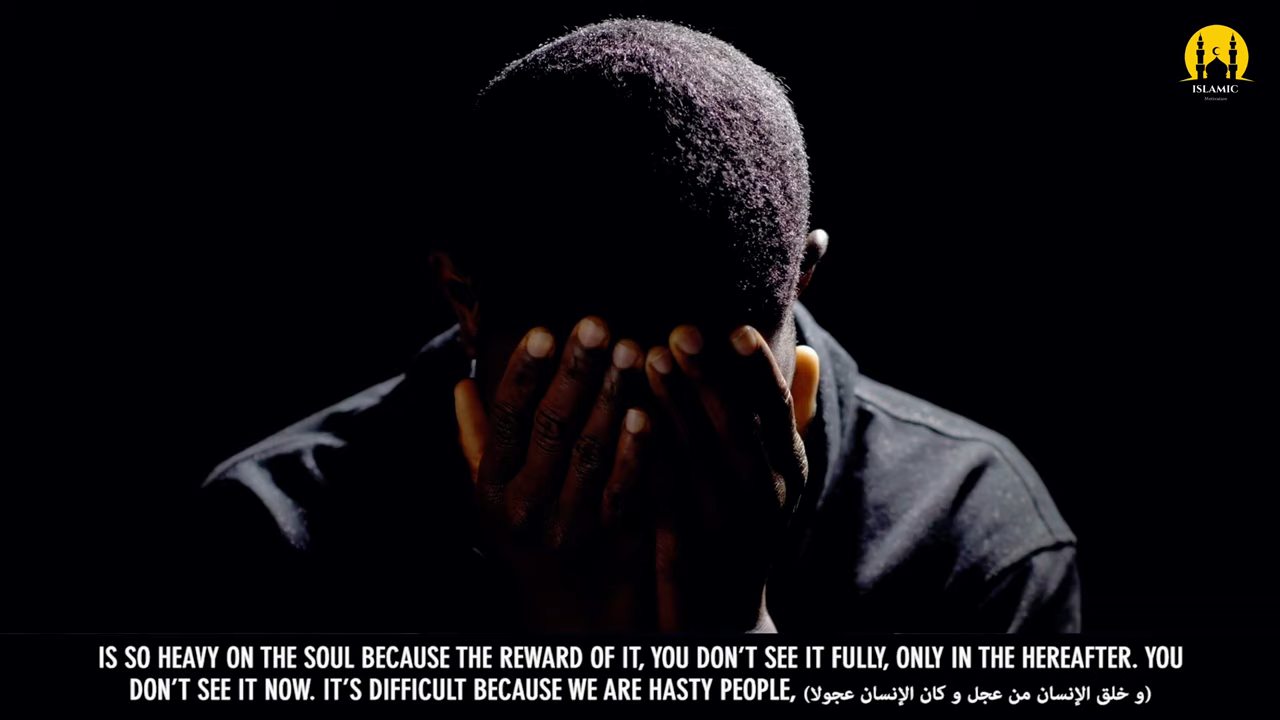 ISLAMIC
Motivation
IS SO HEAVY ON THE SOUL BECAUSE THE REWARD OF IT, YOU DON'T SEE IT FULLY, ONLY IN THE HEREAFTER. YOU
DON'T SEE IT NOW. IT'S DIFFICULT BECAUSE WE ARE HASTY PEOPLE, (و خلق الإنسان من عجل و كان الإنسان عجولا)